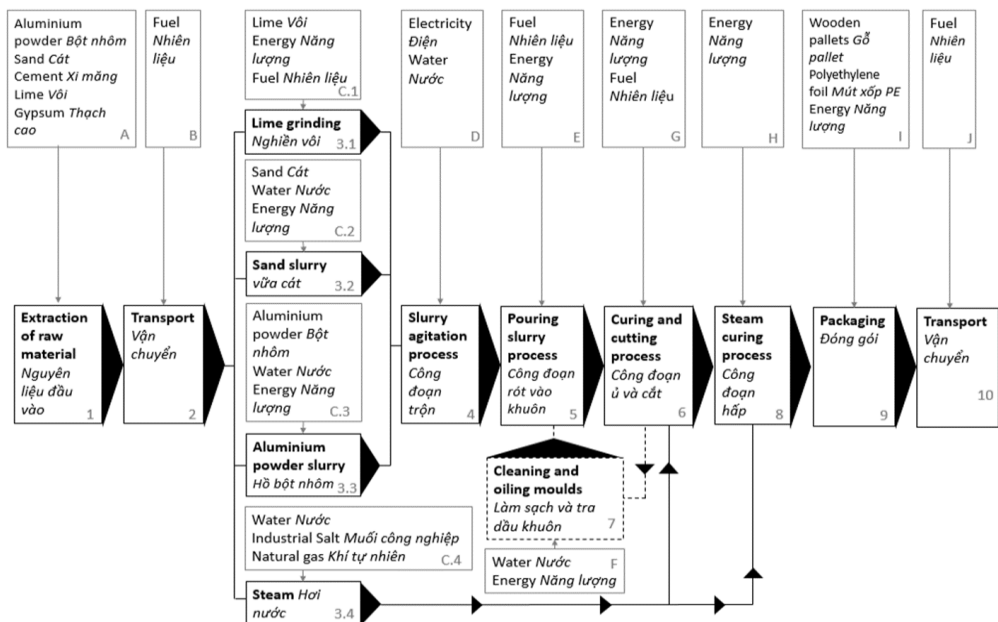 Aluminium
powder Bột nhôm
Sand Cát
Cement Xi măng
Lime Vôi
Gypsum Thạch
cao
A
Fuel
Nhiên
liệu
B
Lime Vôi
Energy Năng
lượng
Fuel Nhiên liệu
C.1
Lime grinding
Nghiền vôi
3.1
Sand Cát
Water Nước
Energy Năng
lượng
C.2
Sand slurry
vữa cát
3.2
Aluminium
powder Bột
nhôm
Water Nước
Energy Năng
lượng
C.3
Aluminium
powder slurry
Hồ bột nhôm
3.3
Water Nước
Industrial Salt Muối công nghiệp
Natural gas Khí tự nhiên
C.4
Steam Hơi
nước
3.4
Electricity
Điện
Water
Nước
D
Fuel
Nhiên liệu
Energy
Năng
lượng
E
Energy
Năng
lượng
Fuel
Nhiên liệu
G
Energy
Năng
lượng
H
Wooden
pallets Gỗ
pallet
Polyethylene
foil Mút xốp PE
Energy Năng
lượng
I
Fuel
Nhiên
liệu
J
Extraction
of raw
material
Nguyên
liệu đầu
vào
1
Transport
Vận
chuyển
2
Slurry
agitation
process
Công
đoạn
trộn
4
Pouring
slurry
process
Công đoạn
rót vào
khuôn
5
Curing and
cutting
process
Công đoạn
ủ và cắt
6
Steam
curing
process
Công
đoạn
hấp
8
Packaging
Đóng gói
9
Transport
Vận
chuyển
10
Cleaning and
oiling moulds
Làm sạch và tra
dầu khuôn
7
Water Nước
Energy Năng lượng
F